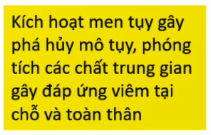 Kích hoạt men tụy gây
phá hủy mô tụy, phóng
tích các chất trung gian
gây đáp ứng viêm tại
chỗ và toàn thân